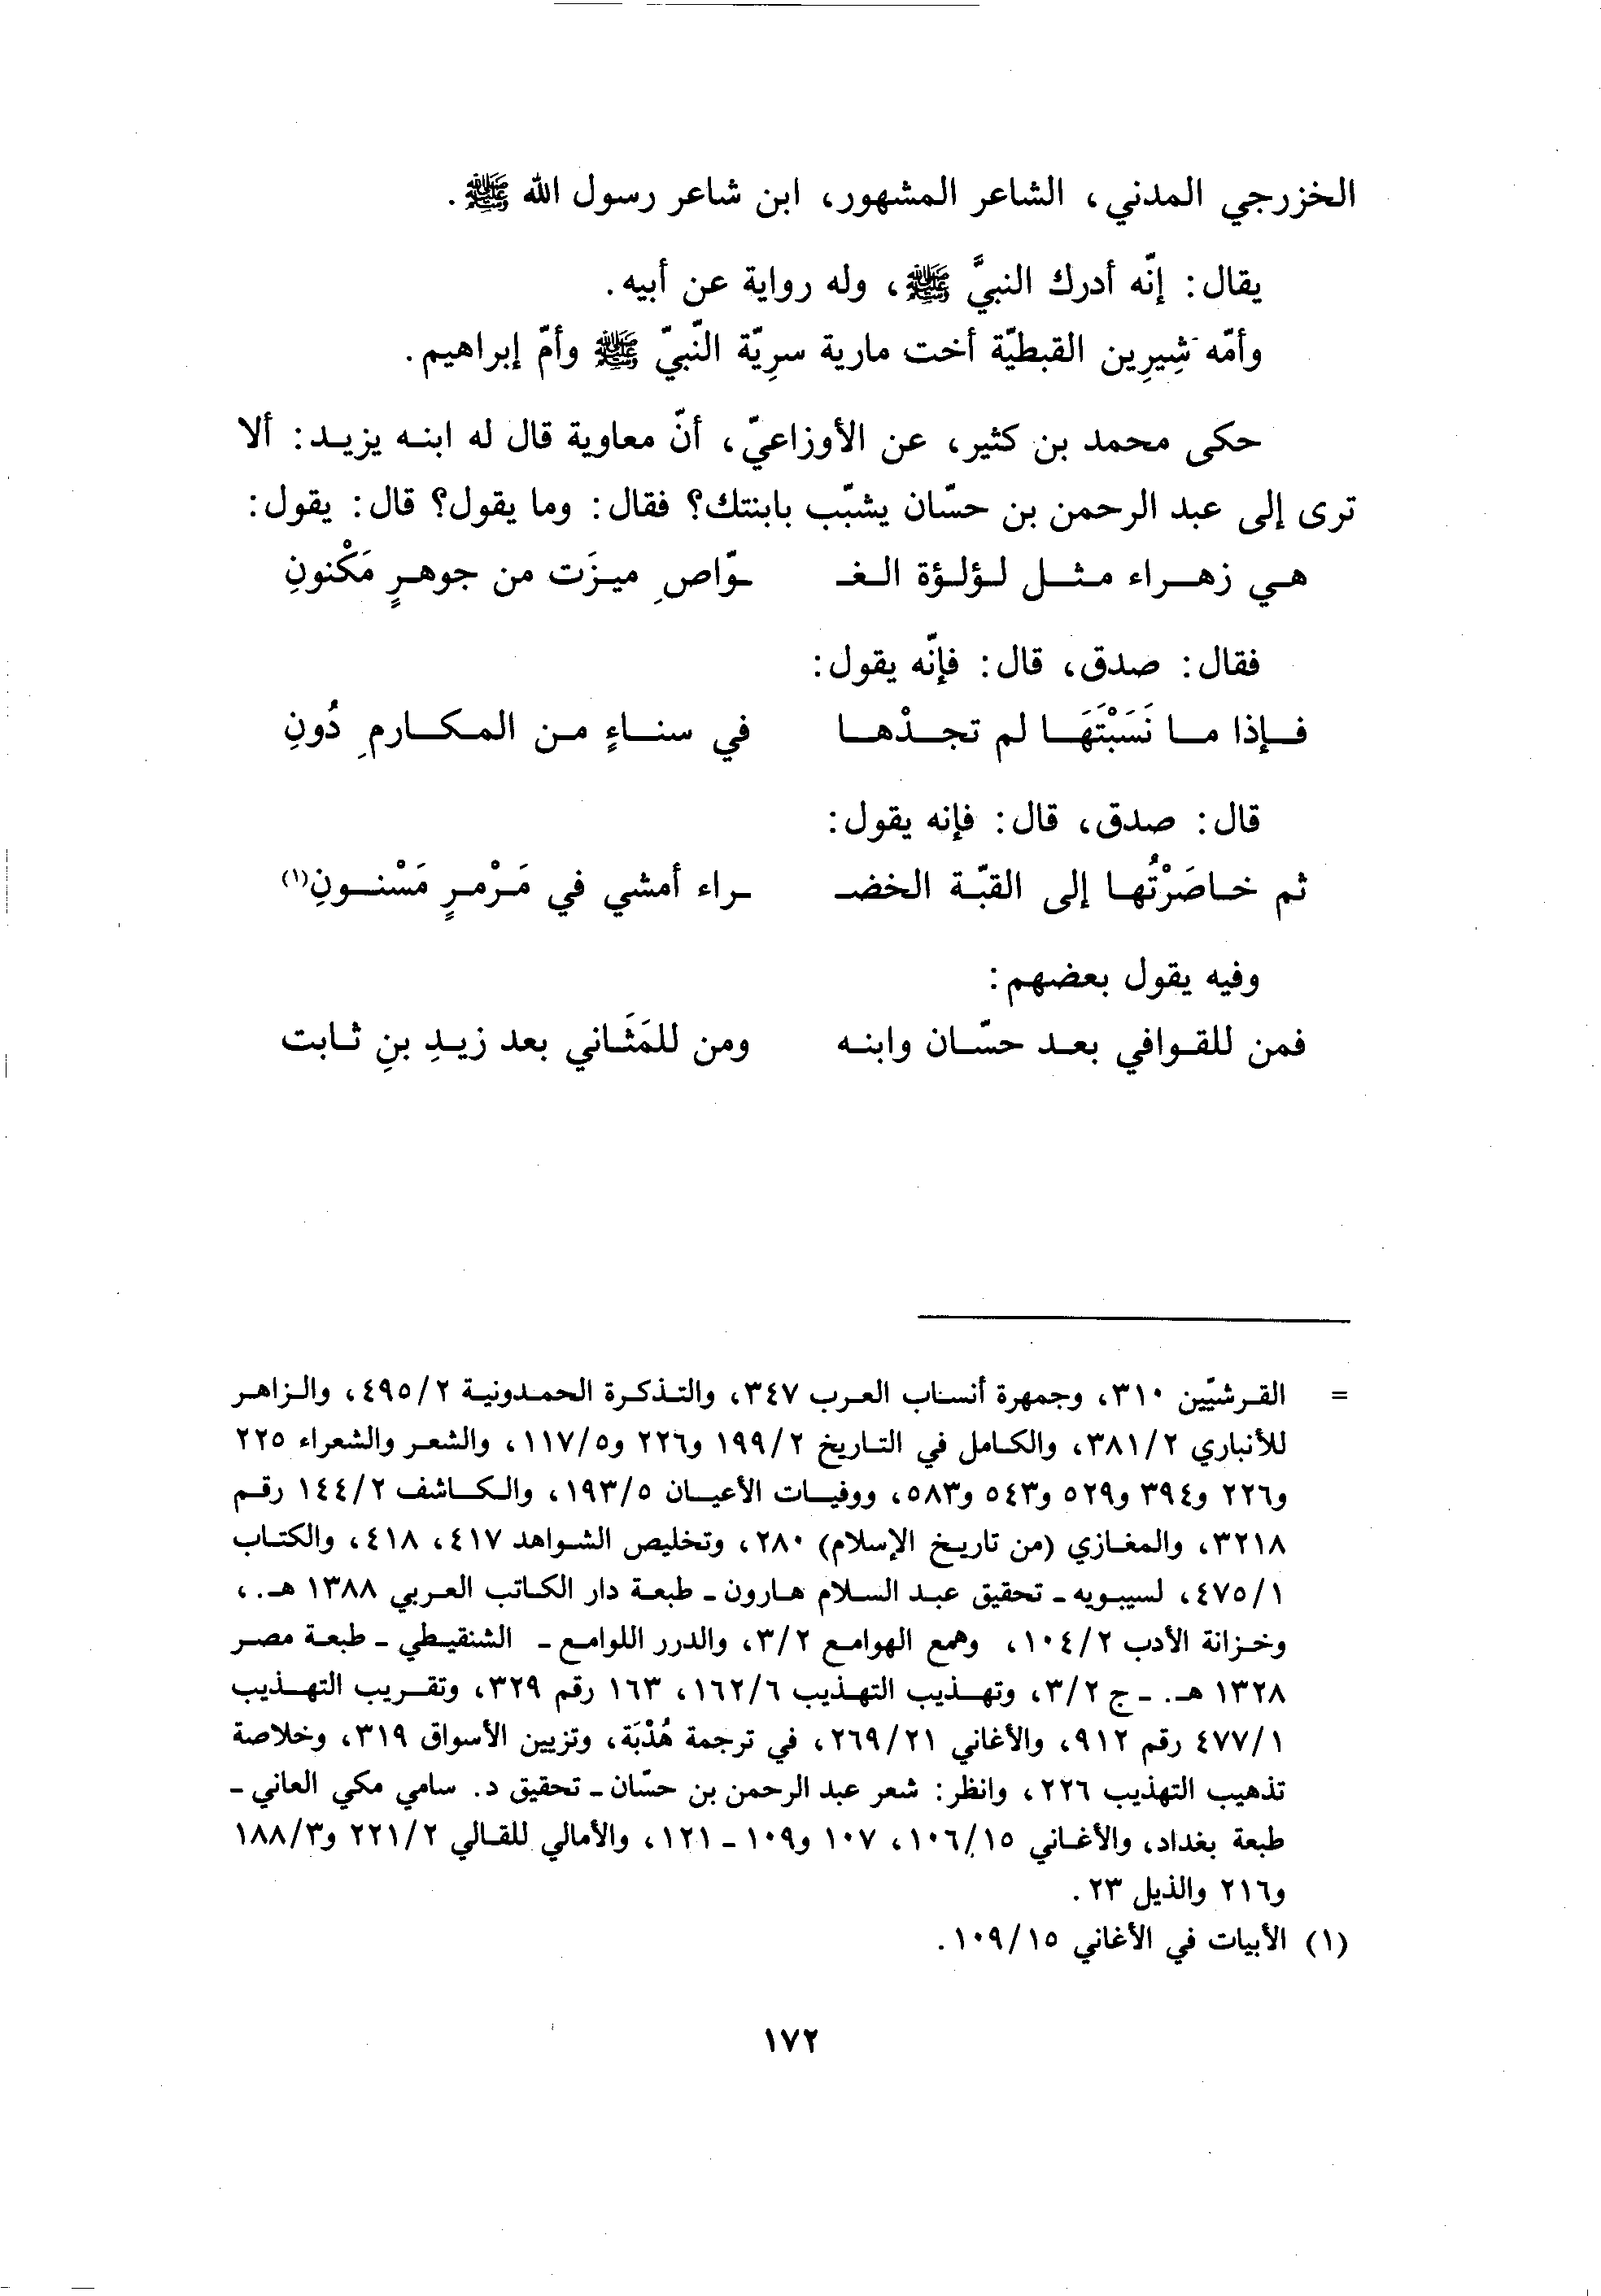 الخزرجي المدني، الشاعر المشهور، ابن شاعر رسول الله ﷺ.
يقال: إنّه أدرك النبيَّ ﷺ، وله رواية عن أبيه.
وأمّه شِيرِين القبطيّة أخت مارية سرِيّة النّبيّ ﷺ وأمّ إبراهيم.
حكى محمد بن كثير، عن الأوزاعيّ، أنّ معاوية قال له ابنه يزيد: ألا
ترى إلى عبد الرحمن بن حسّان يشبّب بابنتك؟ فقال: وما يقول؟ قال: يقول:
هي زهراء مثل لؤلؤة الغـ ـوّاصِ ميزَت من جوهرٍ مَكْنونِ
فقال: صدق، قال: فإنّه يقول:
فإذا ما نَسَبْتَهَا لم تجدْها في سناءٍ من المكارمِ دُونِ
قال: صدق، قال: فإنه يقول:
ثم خاصَرْتُها إلى القبّة الخضـ ـراء أمشي في مَرْمرٍ مَسْنونِ(١)
وفيه يقول بعضهم:
فمن للقوافي بعد حسّان وابنه ومن للمَثَاني بعد زيدِ بنِ ثابت
= القرشيّين ٣١٠، وجمهرة أنساب العرب ٣٤٧، والتذكرة الحمدونية ٤٩٥/٢، والزاهر
للأنباري ٣٨١/٢، والكامل في التاريخ ١٩٩/٢ و٢٢٦ و١١٧/٥، والشعر والشعراء ٢٢٥
و٢٢٦ و٣٩٤ و٥٢٩ و٥٤٣ و٥٨٣، ووفيات الأعيان ١٩٣/٥، والكاشف ١٤٤/٢ رقم
٣٢١٨، والمغازي (من تاريخ الإسلام) ٢٨٠، وتخليص الشواهد ٤١٧، ٤١٨، والكتاب
٤٧٥/١، لسيبويه ـ تحقيق عبد السلام هارون ـ طبعة دار الكاتب العربي ١٣٨٨ هـ.،
وخزانة الأدب ١٠٤/٢، وهمع الهوامع ٣/٢، والدرر اللوامع ـ الشنقيطي ـ طبعة مصر
١٣٢٨ هـ. ـ ج ٣/٢، وتهذيب التهذيب ١٦٢/٦، ١٦٣ رقم ٣٢٩، وتقريب التهذيب
٤٧٧/١ رقم ٩١٢، والأغاني ٢٦٩/٢١، في ترجمة هُدْبَة، وتزيين الأسواق ٣١٩، وخلاصة
تذهيب التهذيب ٢٢٦، وانظر: شعر عبد الرحمن بن حسّان ـ تحقيق د. سامي مكي العاني ـ
طبعة بغداد، والأغاني ١٠٦/١٥، ١٠٧ و١٠٩ ـ ١٢١، والأمالي للقالي ٢٢١/٢ و١٨٨/٣
و٢١٦ والذيل ٢٣.
(١) الأبيات في الأغاني ١٠٩/١٥.
١٧٢